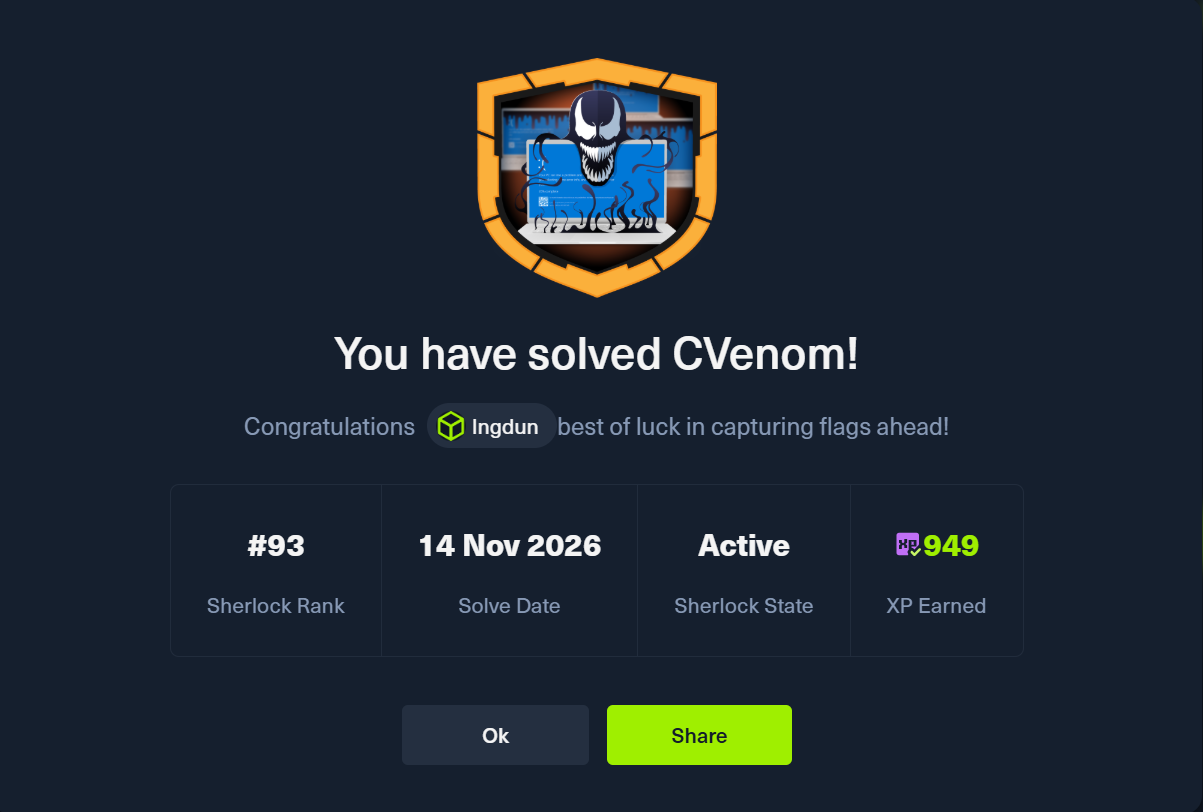 You have solved CVenom!
Congratulations Ingdun best of luck in capturing flags ahead!
#93
Sherlock Rank
14 Nov 2026
Solve Date
Active
Sherlock State
XP 949
XP Earned
Ok
Share